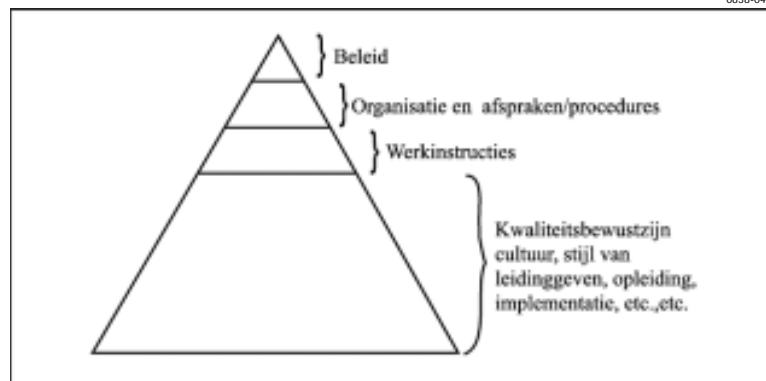 Beleid
Organisatie en afspraken/procedures
Werkinstructies
Kwaliteitsbewustzijn
cultuur, stijl van
leidinggeven, opleiding,
implementatie, etc.,etc.